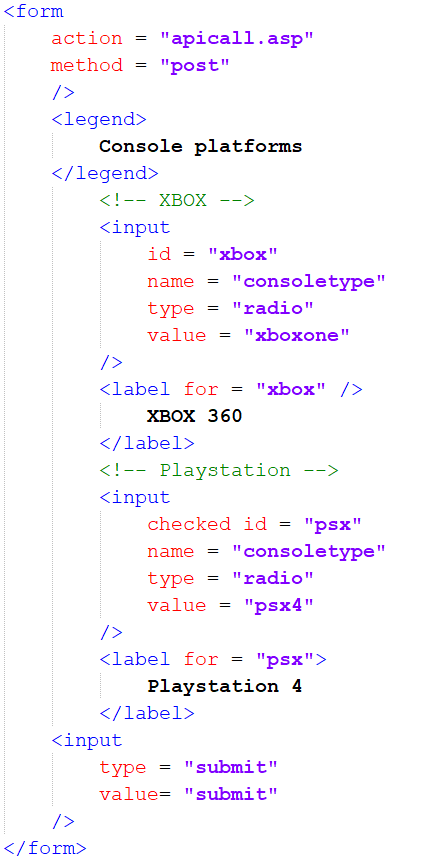 <form
action = "apicall.asp"
method = "post"
/>
<legend>
Console platforms
</legend>
<!-- XBOX -->
<input
id = "xbox"
name = "consoletype"
type = "radio"
value = "xboxone"
/>
<label for = "xbox" />
XBOX 360
</label>
<!-- Playstation -->
<input
checked id = "psx"
name = "consoletype"
type = "radio"
value = "psx4"
/>
<label for = "psx">
Playstation 4
</label>
<input
type = "submit"
value= "submit"
/>
</form>